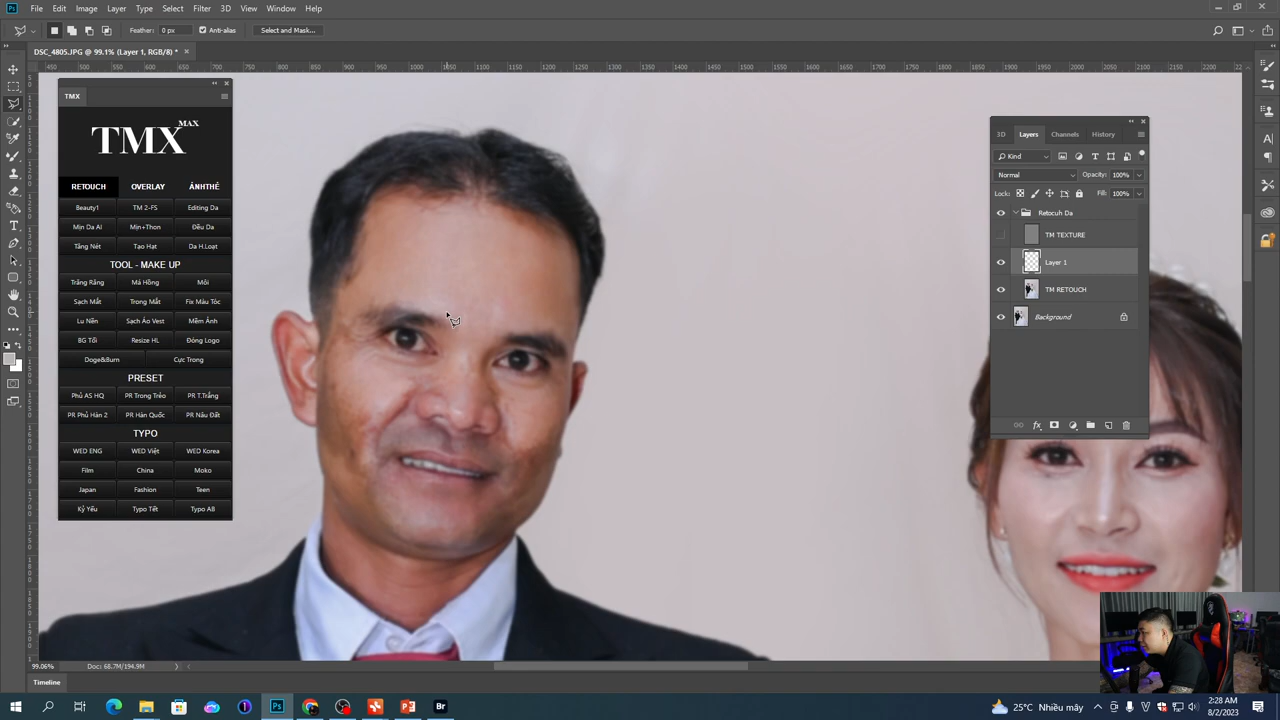 File Edit Image Layer Type Select Filter 3D View Window Help
Feather: 0 px Anti-alias Select and Mask...
DSC_4805.JPG @ 99.1% (Layer 1, RGB/8) *
TMX
TMX MAX
RETOUCH OVERLAY ẢNHTHẺ
Beauty1 TM 2-FS Editing Da
Mịn Da AI Mịn+Thon Đều Da
Tăng Nét Tạo Hạt Da H.Loạt
TOOL - MAKE UP
Trắng Răng Má Hồng Môi
Sạch Mắt Trong Mắt Fix Màu Tóc
Lu Nền Sạch Áo Vest Mềm Ảnh
BG Tối Resize HL Đóng Logo
Doge&Burn Cực Trong
PRESET
Phủ AS HQ PR Trong Trẻo PR T.Trắng
PR Phủ Hàn 2 PR Hàn Quốc PR Nâu Đất
TYPO
WED ENG WED Việt WED Korea
Film China Moko
Japan Fashion Teen
Kỷ Yếu Typo Tết Typo AB
3D Layers Channels History
Kind
Normal Opacity: 100%
Lock: Fill: 100%
Retocuh Da
TM TEXTURE
Layer 1
TM RETOUCH
Background
99.06% Doc: 68.7M/194.9M
Timeline
25°C Nhiều mây
2:28 AM
8/2/2023